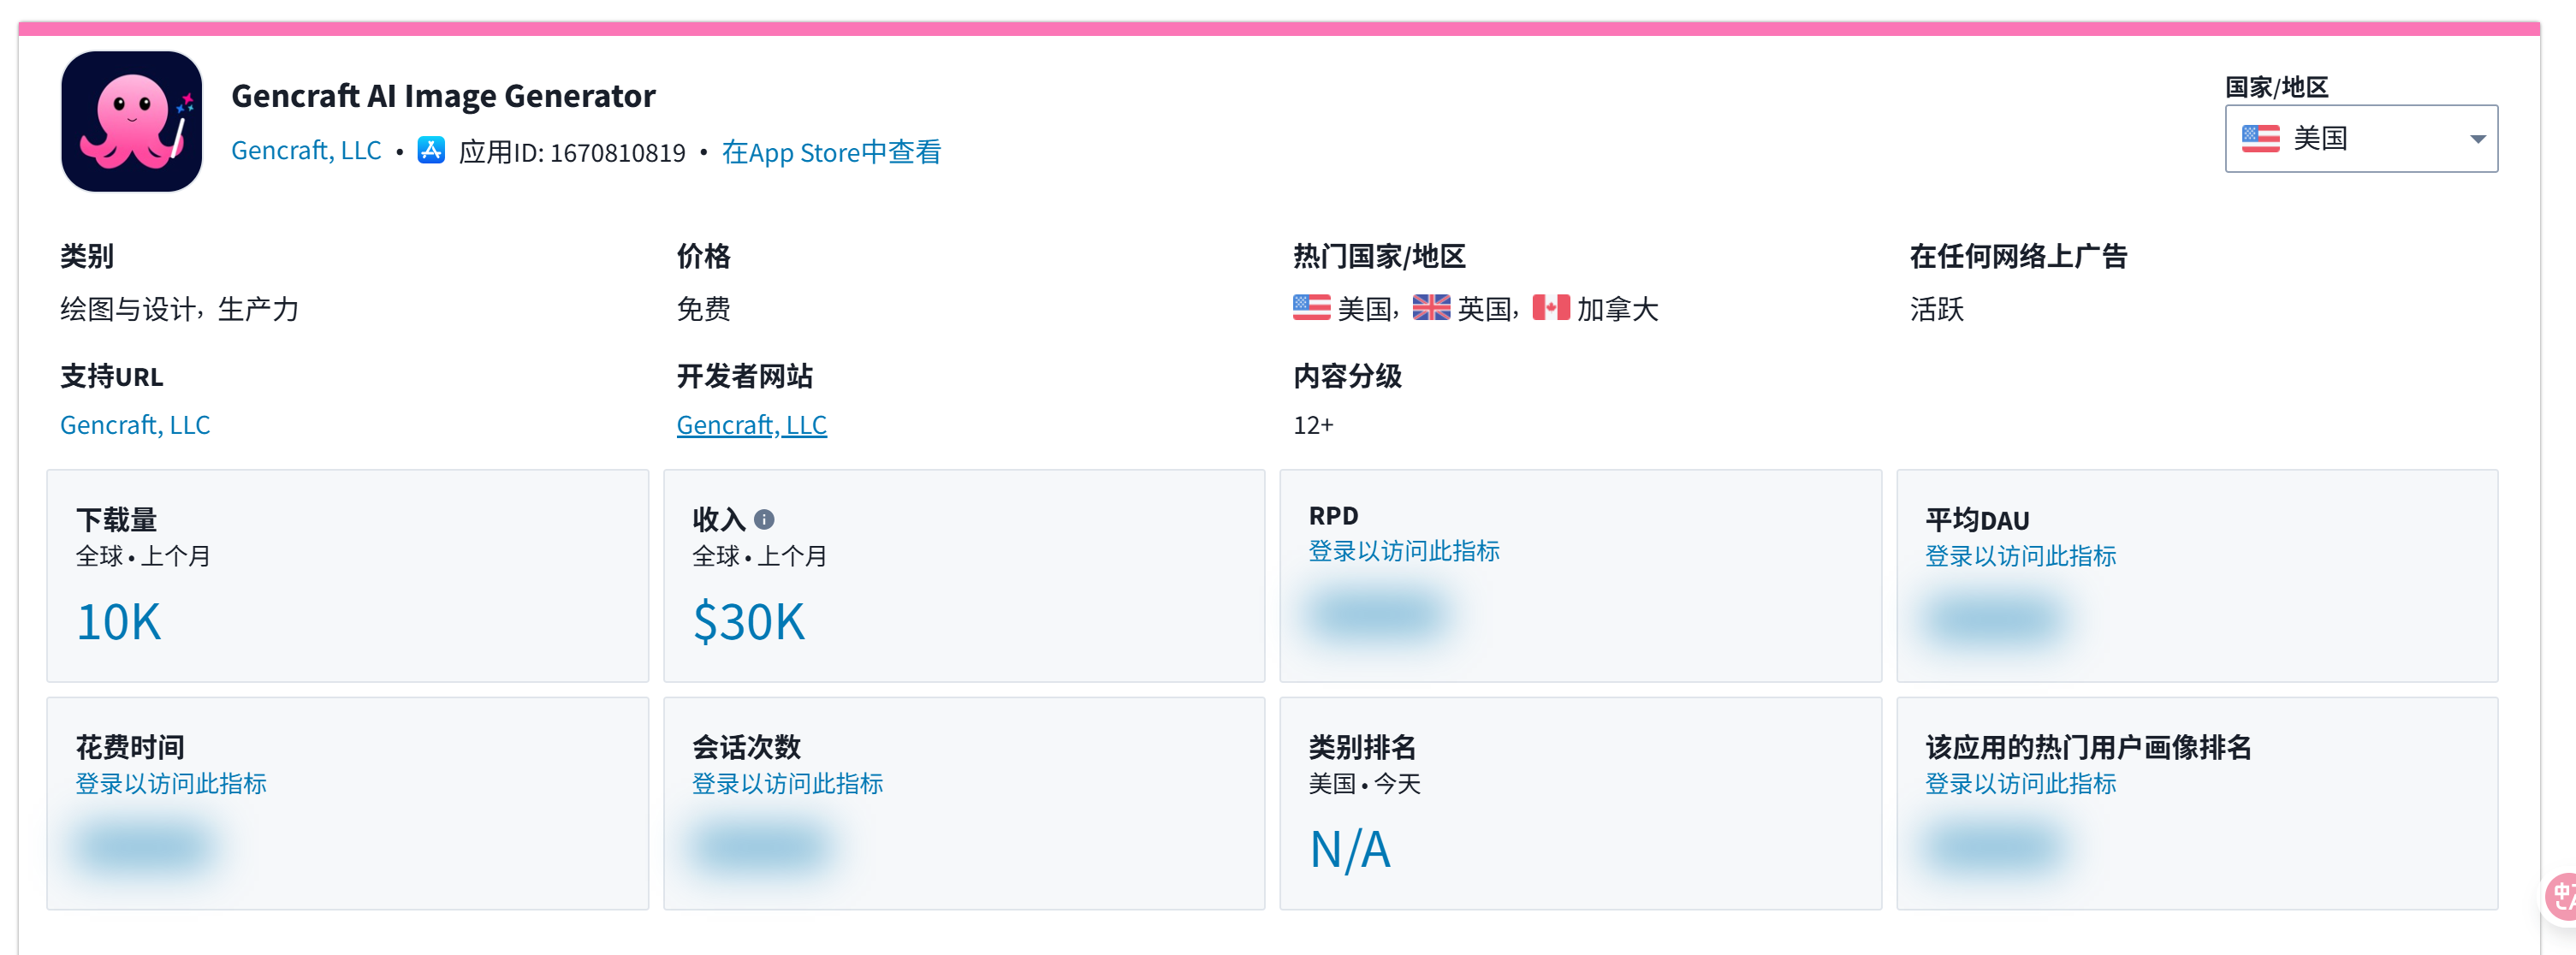 Gencraft AI Image Generator
Gencraft, LLC • 应用ID: 1670810819 • 在App Store中查看
国家/地区
美国
类别
绘图与设计，生产力
价格
免费
热门国家/地区
美国，英国，加拿大
在任何网络上广告
活跃
支持URL
Gencraft, LLC
开发者网站
Gencraft, LLC
内容分级
12+
下载量
全球 • 上个月
10K
收入
全球 • 上个月
$30K
RPD
登录以访问此指标
平均DAU
登录以访问此指标
花费时间
登录以访问此指标
会话次数
登录以访问此指标
类别排名
美国 • 今天
N/A
该应用的热门用户画像排名
登录以访问此指标
中